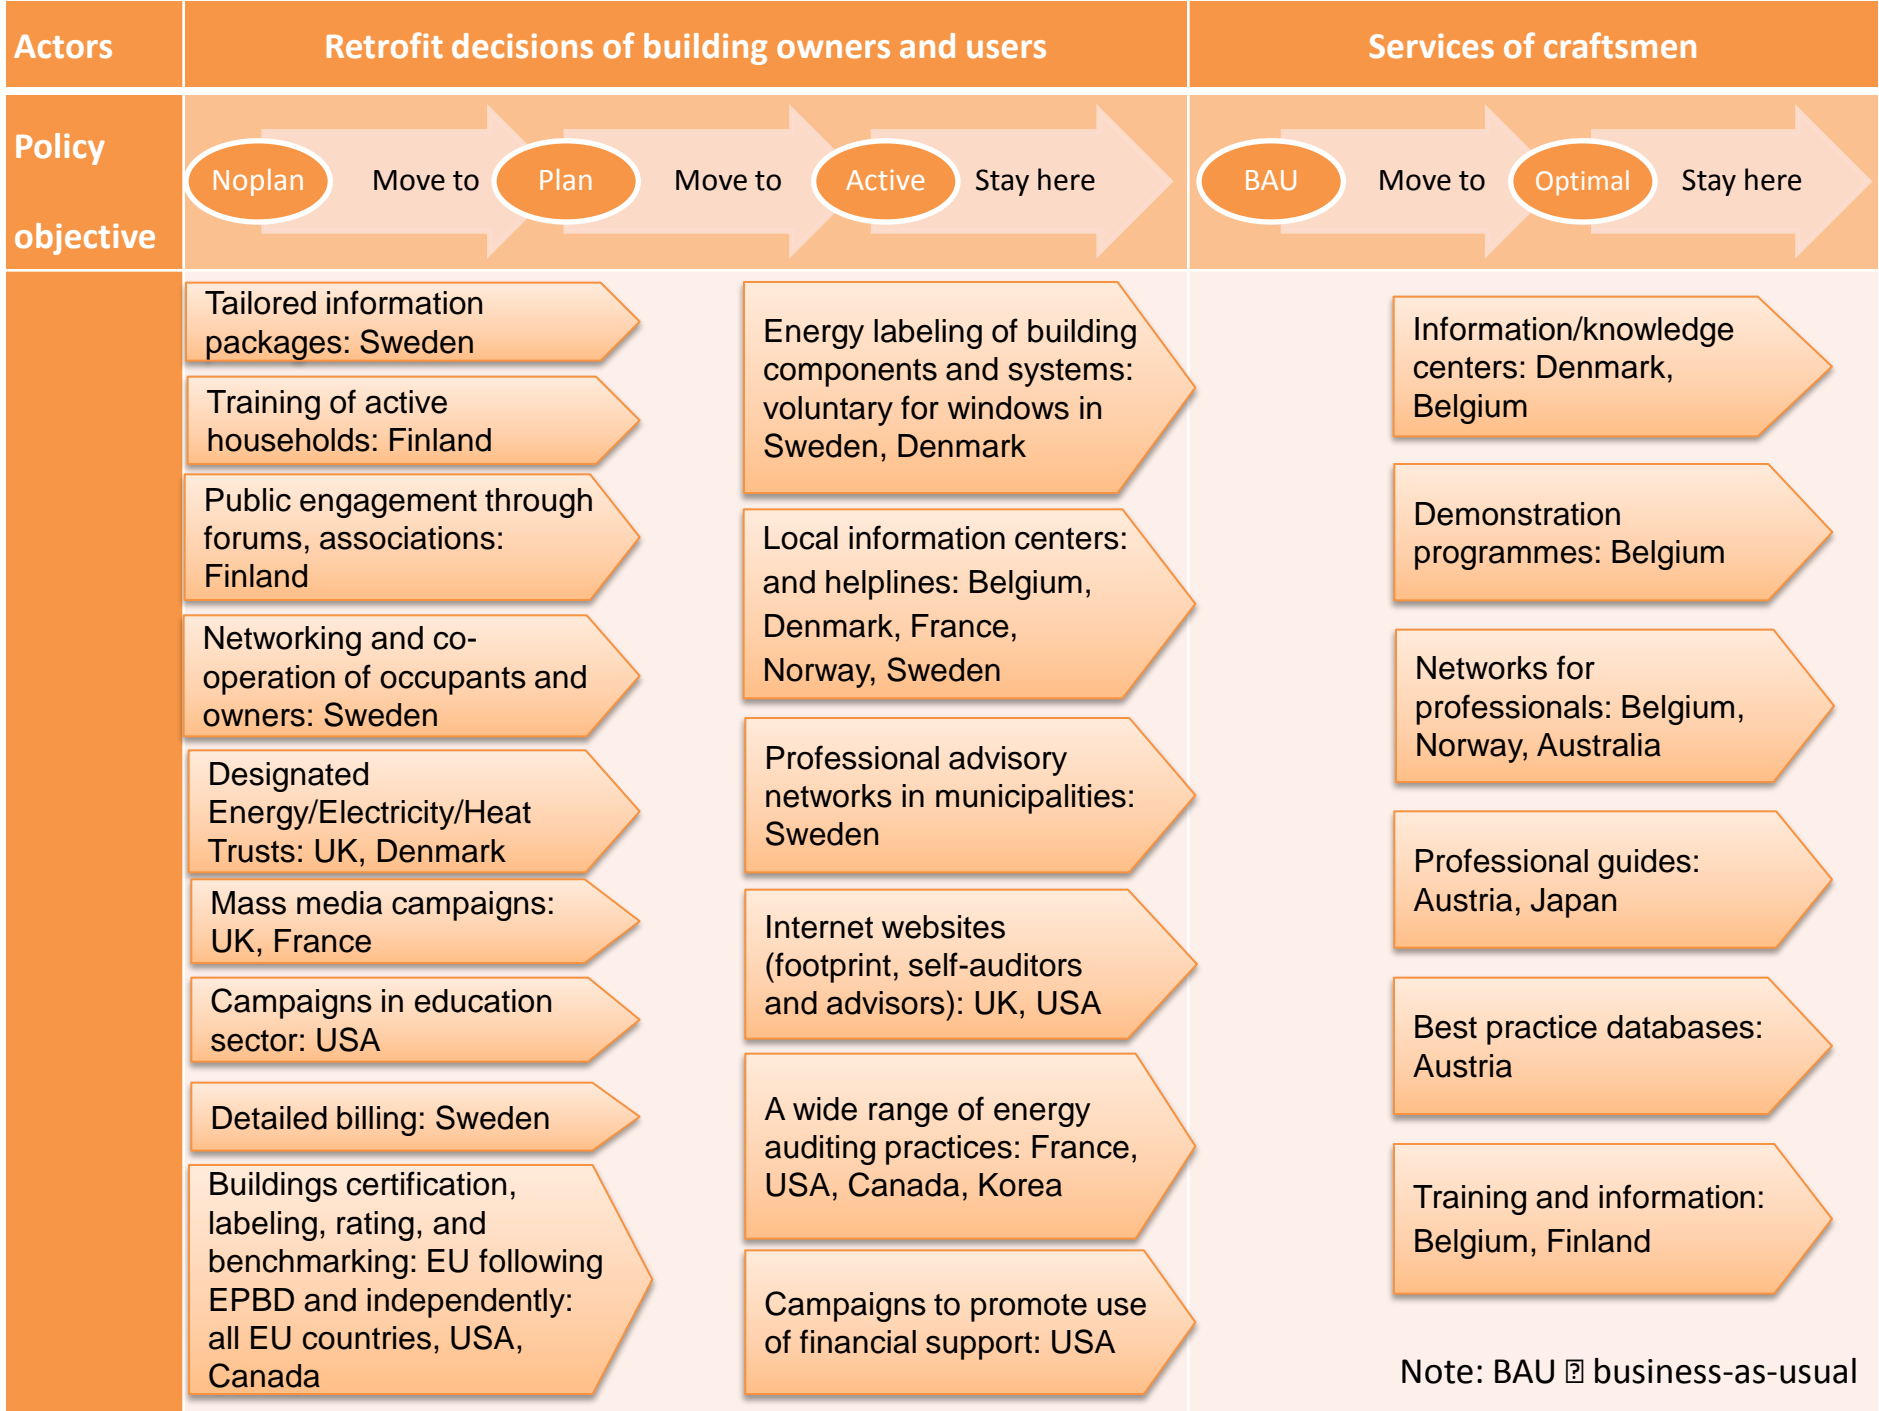 Actors
Retrofit decisions of building owners and users
Services of craftsmen
Policy
objective
Noplan
Move to
Plan
Move to
Active
Stay here
BAU
Move to
Optimal
Stay here
Tailored information
packages: Sweden
Training of active
households: Finland
Public engagement through
forums, associations:
Finland
Networking and co-
operation of occupants and
owners: Sweden
Designated
Energy/Electricity/Heat
Trusts: UK, Denmark
Mass media campaigns:
UK, France
Campaigns in education
sector: USA
Detailed billing: Sweden
Buildings certification,
labeling, rating, and
benchmarking: EU following
EPBD and independently:
all EU countries, USA,
Canada
Energy labeling of building
components and systems:
voluntary for windows in
Sweden, Denmark
Local information centers:
and helplines: Belgium,
Denmark, France,
Norway, Sweden
Professional advisory
networks in municipalities:
Sweden
Internet websites
(footprint, self-auditors
and advisors): UK, USA
A wide range of energy
auditing practices: France,
USA, Canada, Korea
Campaigns to promote use
of financial support: USA
Information/knowledge
centers: Denmark,
Belgium
Demonstration
programmes: Belgium
Networks for
professionals: Belgium,
Norway, Australia
Professional guides:
Austria, Japan
Best practice databases:
Austria
Training and information:
Belgium, Finland
Note: BAU ⍰ business-as-usual